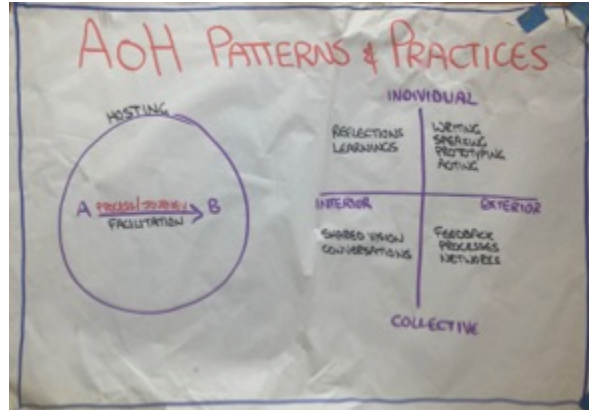 AoH PATTERNS & PRACTICES
HOSTING
A PROCESS/JOURNEY B
FACILITATION
INDIVIDUAL
REFLECTIONS
LEARNINGS
WRITING
SPEAKING
PROTOTYPING
ACTING
INTERIOR
EXTERIOR
SHARED VISION
CONVERSATIONS
FEEDBACK
PROCESSES
NETWORKS
COLLECTIVE